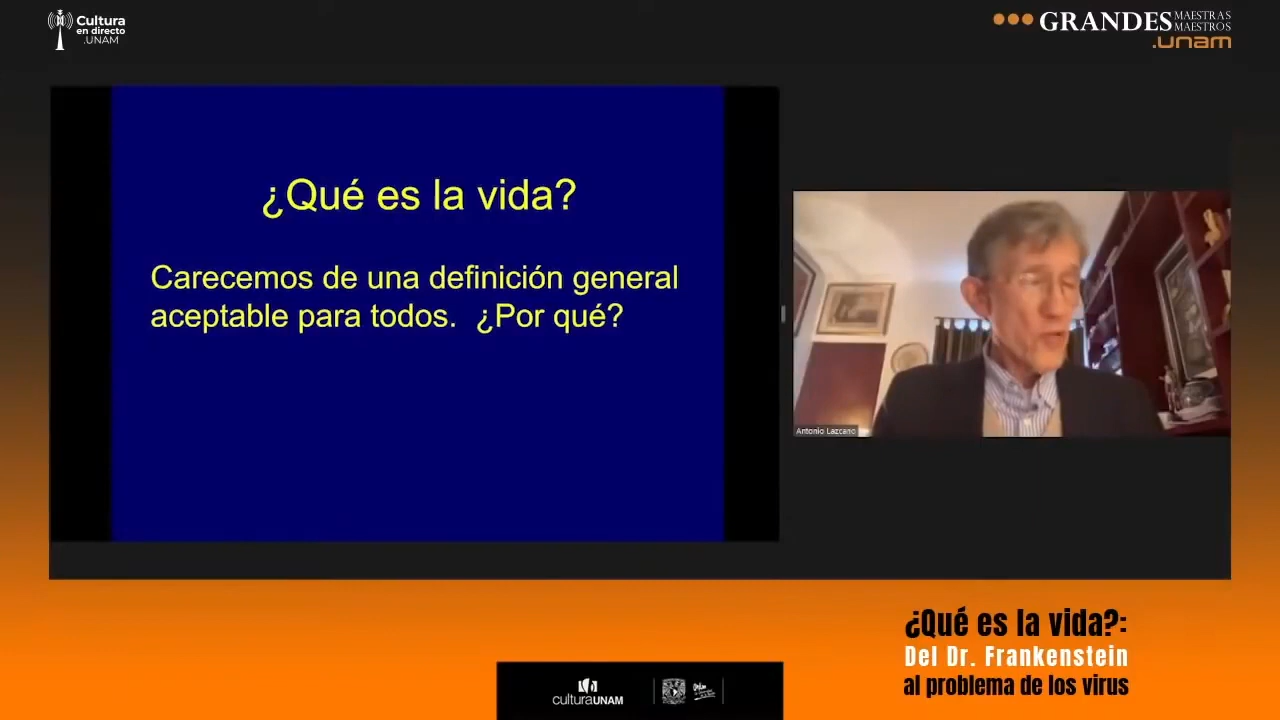 Cultura
en directo
.UNAM
GRANDES MAESTRAS MAESTROS
.unam
¿Qué es la vida?
Carecemos de una definición general
aceptable para todos. ¿Por qué?
Antonio Lazcano
¿Qué es la vida?:
Del Dr. Frankenstein
al problema de los virus
culturaUNAM